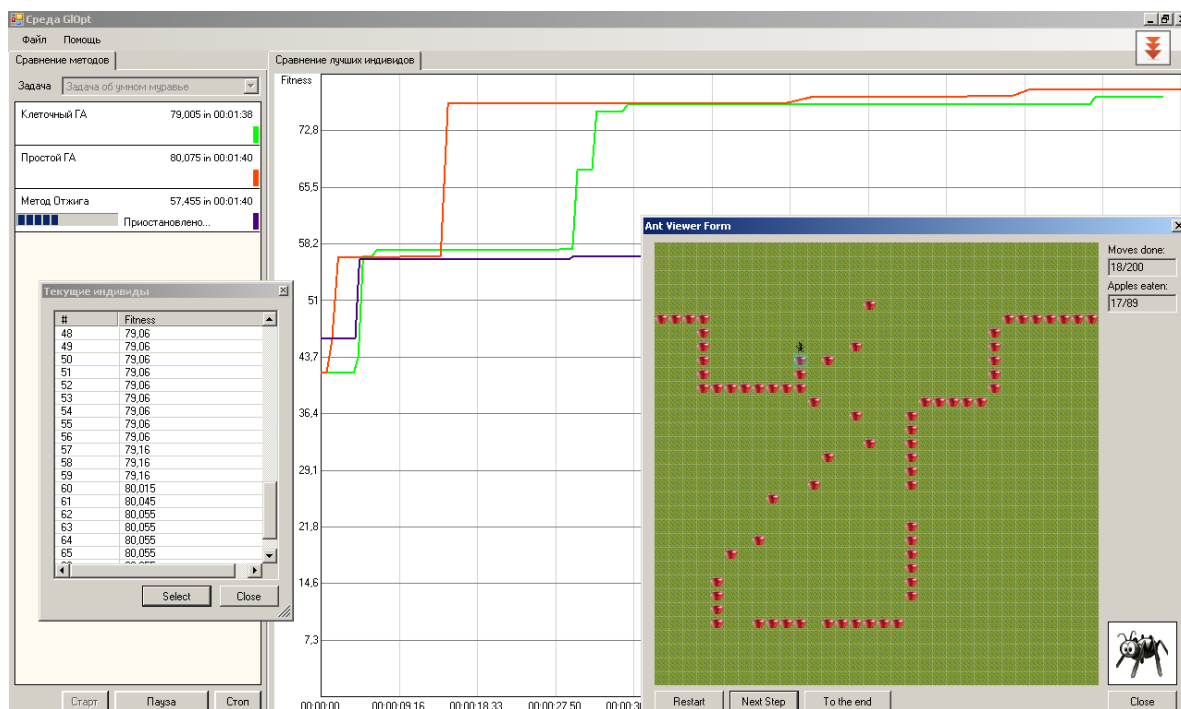 Среда GlOpt
Файл Помощь
Сравнение методов
Задача Задача об умном муравье
Клеточный ГА 79,005 in 00:01:38
Простой ГА 80,075 in 00:01:40
Метод Отжига 57,455 in 00:01:40
Приостановлено...
Текущие индивиды
# Fitness
48 79,06
49 79,06
50 79,06
51 79,06
52 79,06
53 79,06
54 79,06
55 79,06
56 79,06
57 79,16
58 79,16
59 79,16
60 80,015
61 80,045
62 80,055
63 80,055
64 80,055
65 80,055
Select Close
Старт Пауза Стоп
Сравнение лучших индивидов
Fitness
72,8
65,5
58,2
51
43,7
36,4
29,1
21,8
14,6
7,3
00:00:00 00:00:09.16 00:00:18.33 00:00:27.50
Ant Viewer Form
Moves done:
18/200
Apples eaten:
17/89
Restart Next Step To the end Close